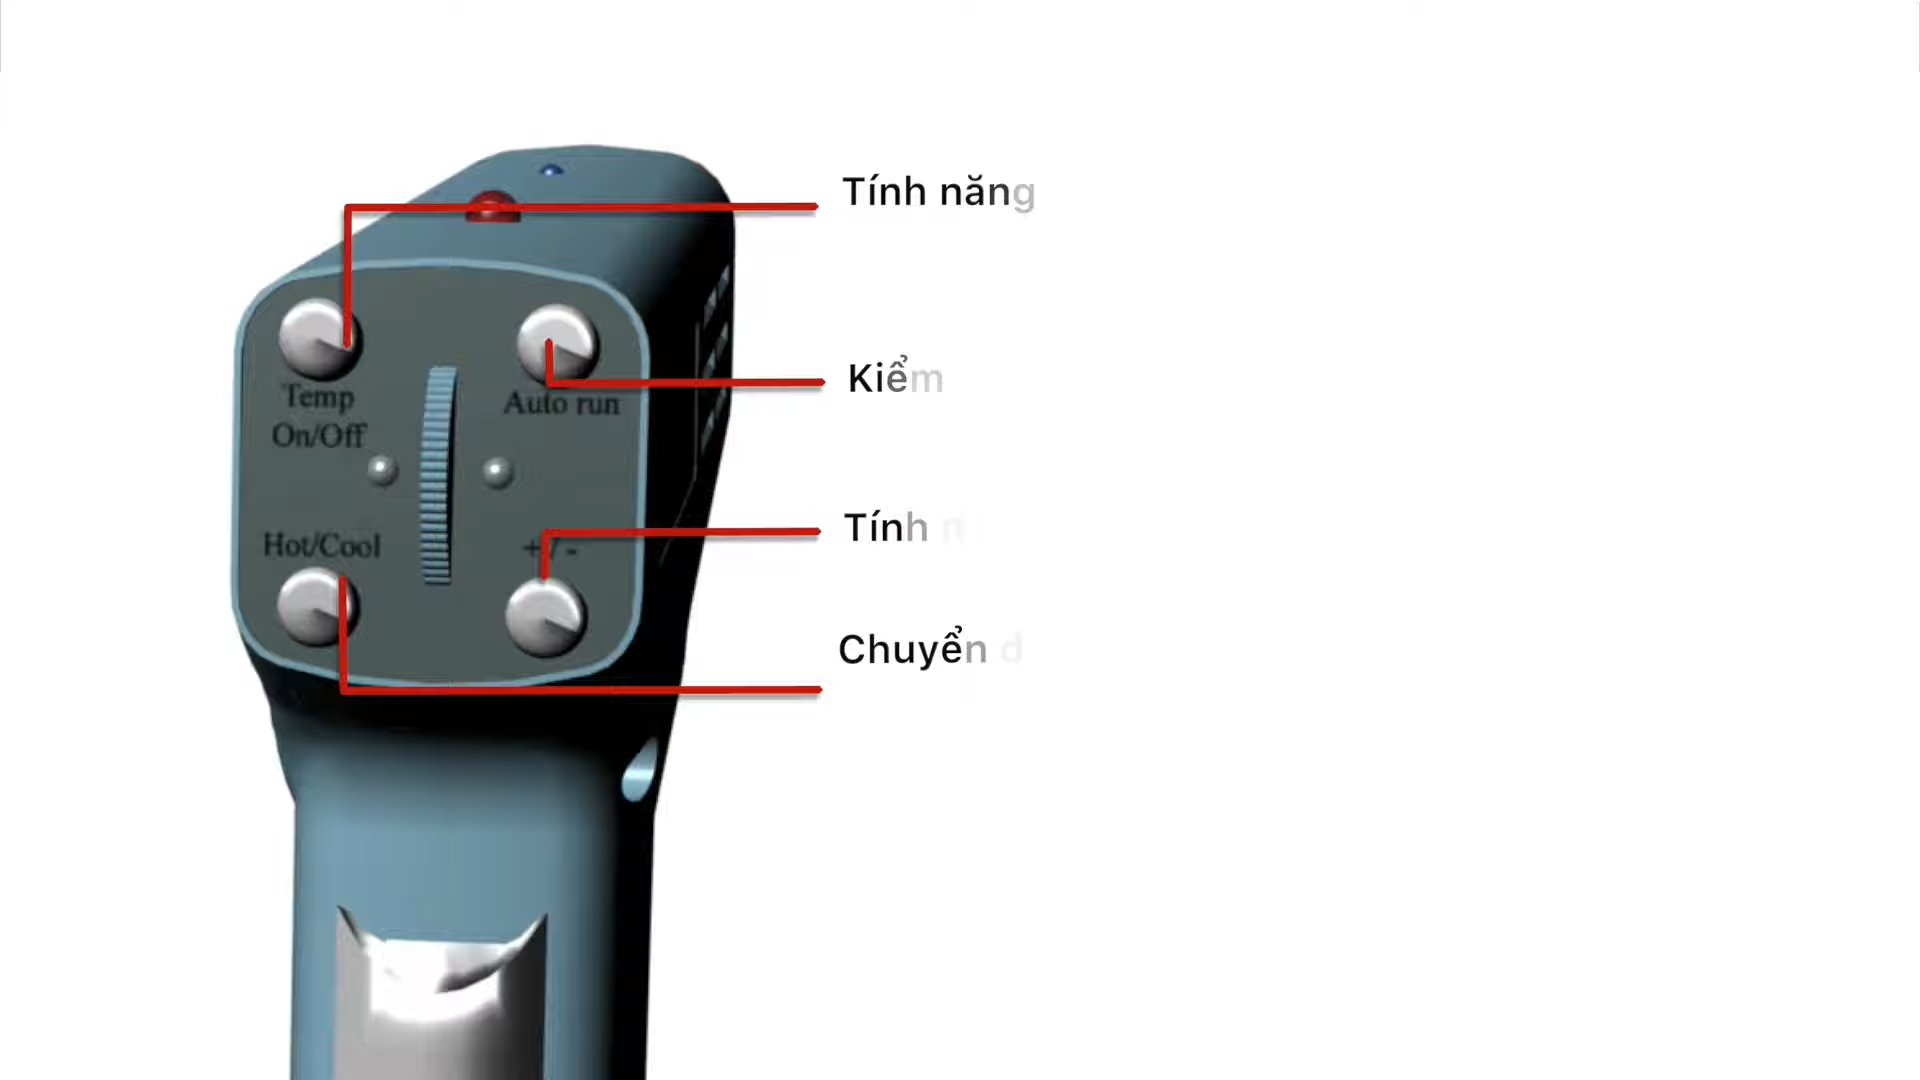 Tính năng
Temp
On/Off
Auto run
Kiểm
Hot/Cool
+ / -
Tính
Chuyển